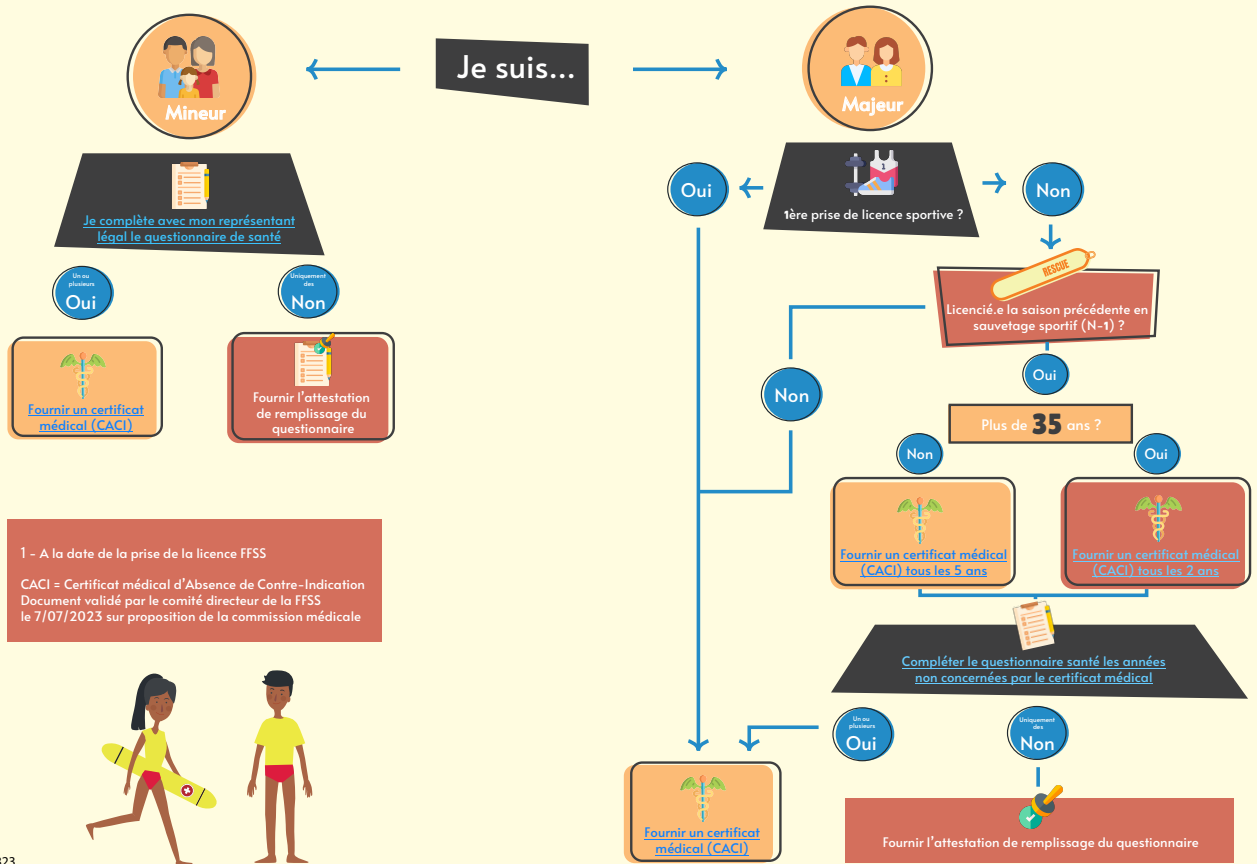 Je suis...
Mineur
Je complète avec mon représentant
légal le questionnaire de santé
Un ou
plusieurs
Oui
Uniquement
des
Non
Fournir un certificat
médical (CACI)
Fournir l'attestation
de remplissage du
questionnaire
1 - A la date de la prise de la licence FFSS
CACI = Certificat médical d'Absence de Contre-Indication
Document validé par le comité directeur de la FFSS
le 7/07/2023 sur proposition de la commission médicale
Majeur
1
1ère prise de licence sportive ?
Oui
Non
RESCUE
Licencié.e la saison précédente en
sauvetage sportif (N-1) ?
Non
Oui
Plus de 35 ans ?
Non
Oui
Fournir un certificat médical
(CACI) tous les 5 ans
Fournir un certificat médical
(CACI) tous les 2 ans
Compléter le questionnaire santé les années
non concernées par le certificat médical
Un ou
plusieurs
Oui
Uniquement
des
Non
Fournir un certificat
médical (CACI)
Fournir l'attestation de remplissage du questionnaire